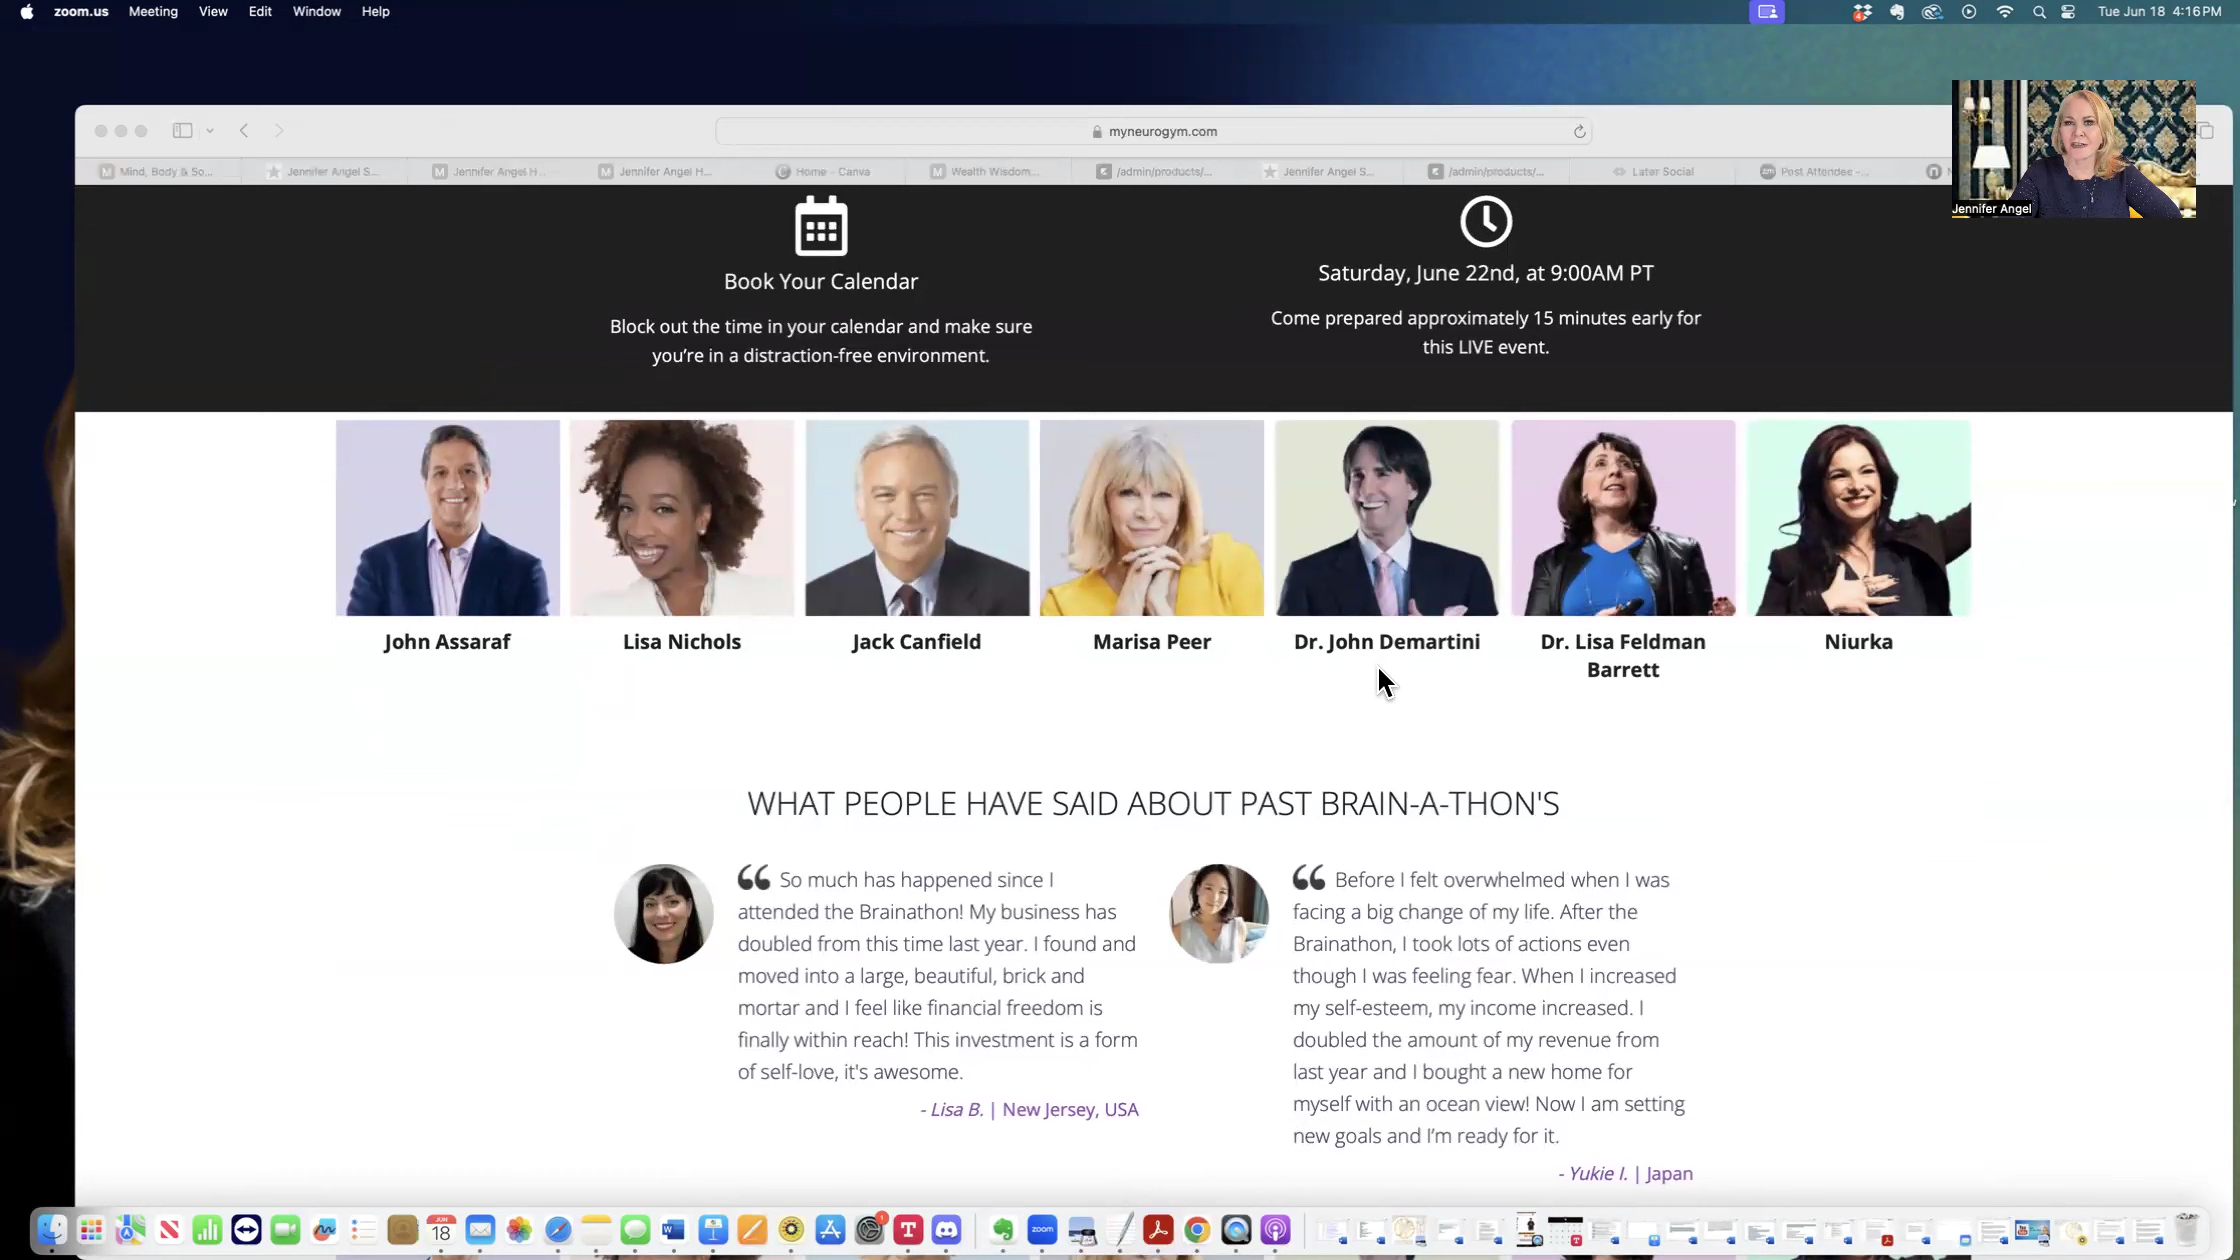 zoom.us Meeting View Edit Window Help
Tue Jun 18 4:16 PM
myneurogym.com
Mind, Body & So...
Jennifer Angel S...
Jennifer Angel H...
Jennifer Angel H...
Home - Canva
Wealth Wisdom...
/admin/products/...
Jennifer Angel S...
/admin/products/...
Later Social
Post Attendee -...
Jennifer Angel
Book Your Calendar
Block out the time in your calendar and make sure
you're in a distraction-free environment.
Saturday, June 22nd, at 9:00AM PT
Come prepared approximately 15 minutes early for
this LIVE event.
John Assaraf
Lisa Nichols
Jack Canfield
Marisa Peer
Dr. John Demartini
Dr. Lisa Feldman
Barrett
Niurka
WHAT PEOPLE HAVE SAID ABOUT PAST BRAIN-A-THON'S
“ So much has happened since I
attended the Brainathon! My business has
doubled from this time last year. I found and
moved into a large, beautiful, brick and
mortar and I feel like financial freedom is
finally within reach! This investment is a form
of self-love, it's awesome.
- Lisa B. | New Jersey, USA
“ Before I felt overwhelmed when I was
facing a big change of my life. After the
Brainathon, I took lots of actions even
though I was feeling fear. When I increased
my self-esteem, my income increased. I
doubled the amount of my revenue from
last year and I bought a new home for
myself with an ocean view! Now I am setting
new goals and I’m ready for it.
- Yukie I. | Japan
JUN
18
zoom